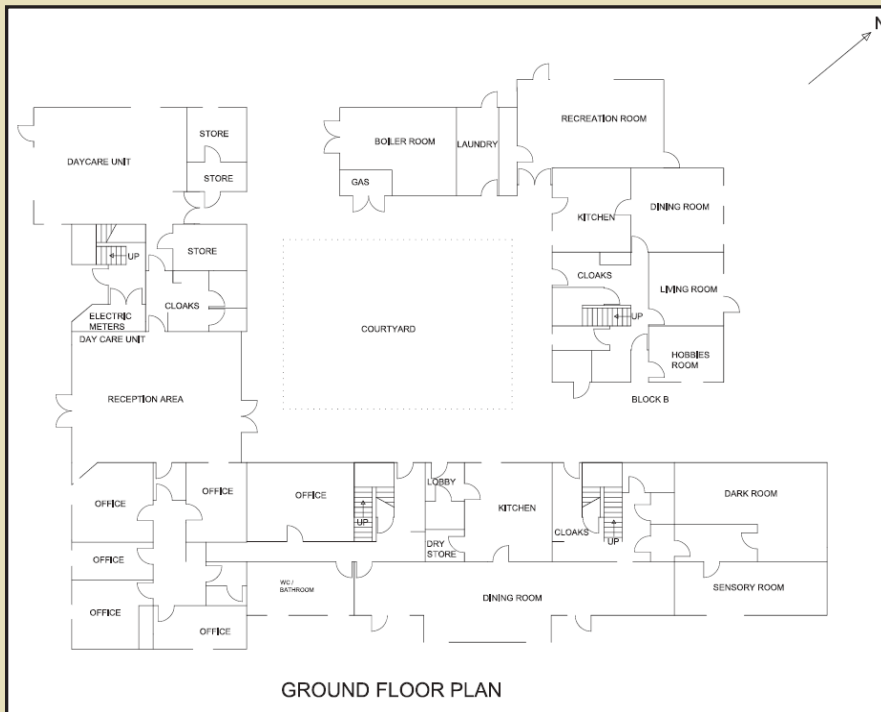 N
RECREATION ROOM
STORE
BOILER ROOM
LAUNDRY
DAYCARE UNIT
STORE
GAS
DINING ROOM
KITCHEN
STORE
UP
CLOAKS
LIVING ROOM
CLOAKS
ELECTRIC
METERS
UP
COURTYARD
DAY CARE UNIT
HOBBIES
ROOM
RECEPTION AREA
BLOCK B
LOBBY
OFFICE
OFFICE
OFFICE
DARK ROOM
KITCHEN
UP
CLOAKS
UP
DRY
STORE
OFFICE
WC /
BATHROOM
SENSORY ROOM
DINING ROOM
OFFICE
OFFICE
GROUND FLOOR PLAN